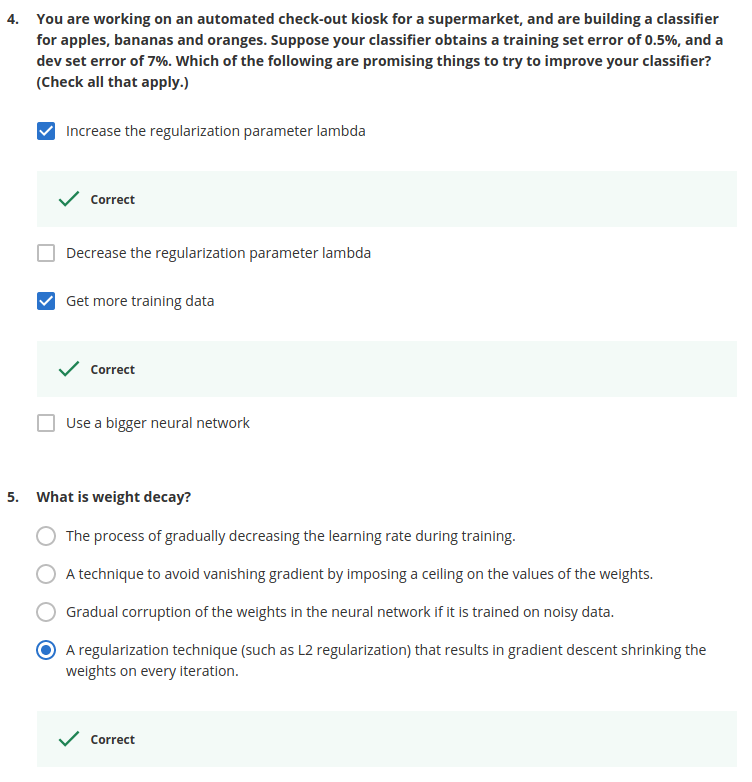 4. You are working on an automated check-out kiosk for a supermarket, and are building a classifier
for apples, bananas and oranges. Suppose your classifier obtains a training set error of 0.5%, and a
dev set error of 7%. Which of the following are promising things to try to improve your classifier?
(Check all that apply.)
Increase the regularization parameter lambda
Correct
Decrease the regularization parameter lambda
Get more training data
Correct
Use a bigger neural network
5. What is weight decay?
The process of gradually decreasing the learning rate during training.
A technique to avoid vanishing gradient by imposing a ceiling on the values of the weights.
Gradual corruption of the weights in the neural network if it is trained on noisy data.
A regularization technique (such as L2 regularization) that results in gradient descent shrinking the
weights on every iteration.
Correct